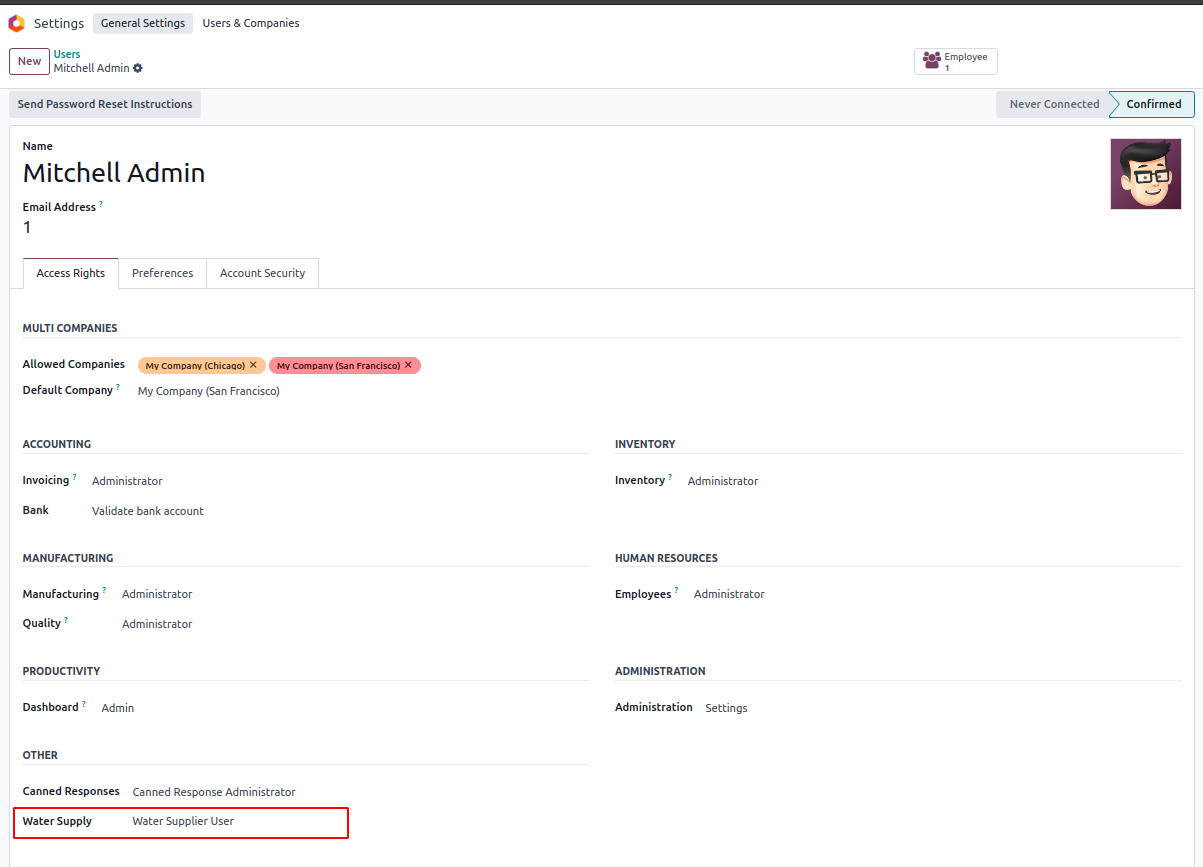 Settings General Settings Users & Companies
New Users
Mitchell Admin
Employee
1
Send Password Reset Instructions Never Connected Confirmed
Name
Mitchell Admin
Email Address ?
1
Access Rights Preferences Account Security
MULTI COMPANIES
Allowed Companies My Company (Chicago) × My Company (San Francisco) ×
Default Company ? My Company (San Francisco)
ACCOUNTING INVENTORY
Invoicing ? Administrator Inventory ? Administrator
Bank Validate bank account
MANUFACTURING HUMAN RESOURCES
Manufacturing ? Administrator Employees ? Administrator
Quality ? Administrator
PRODUCTIVITY ADMINISTRATION
Dashboard ? Admin Administration Settings
OTHER
Canned Responses Canned Response Administrator
Water Supply Water Supplier User